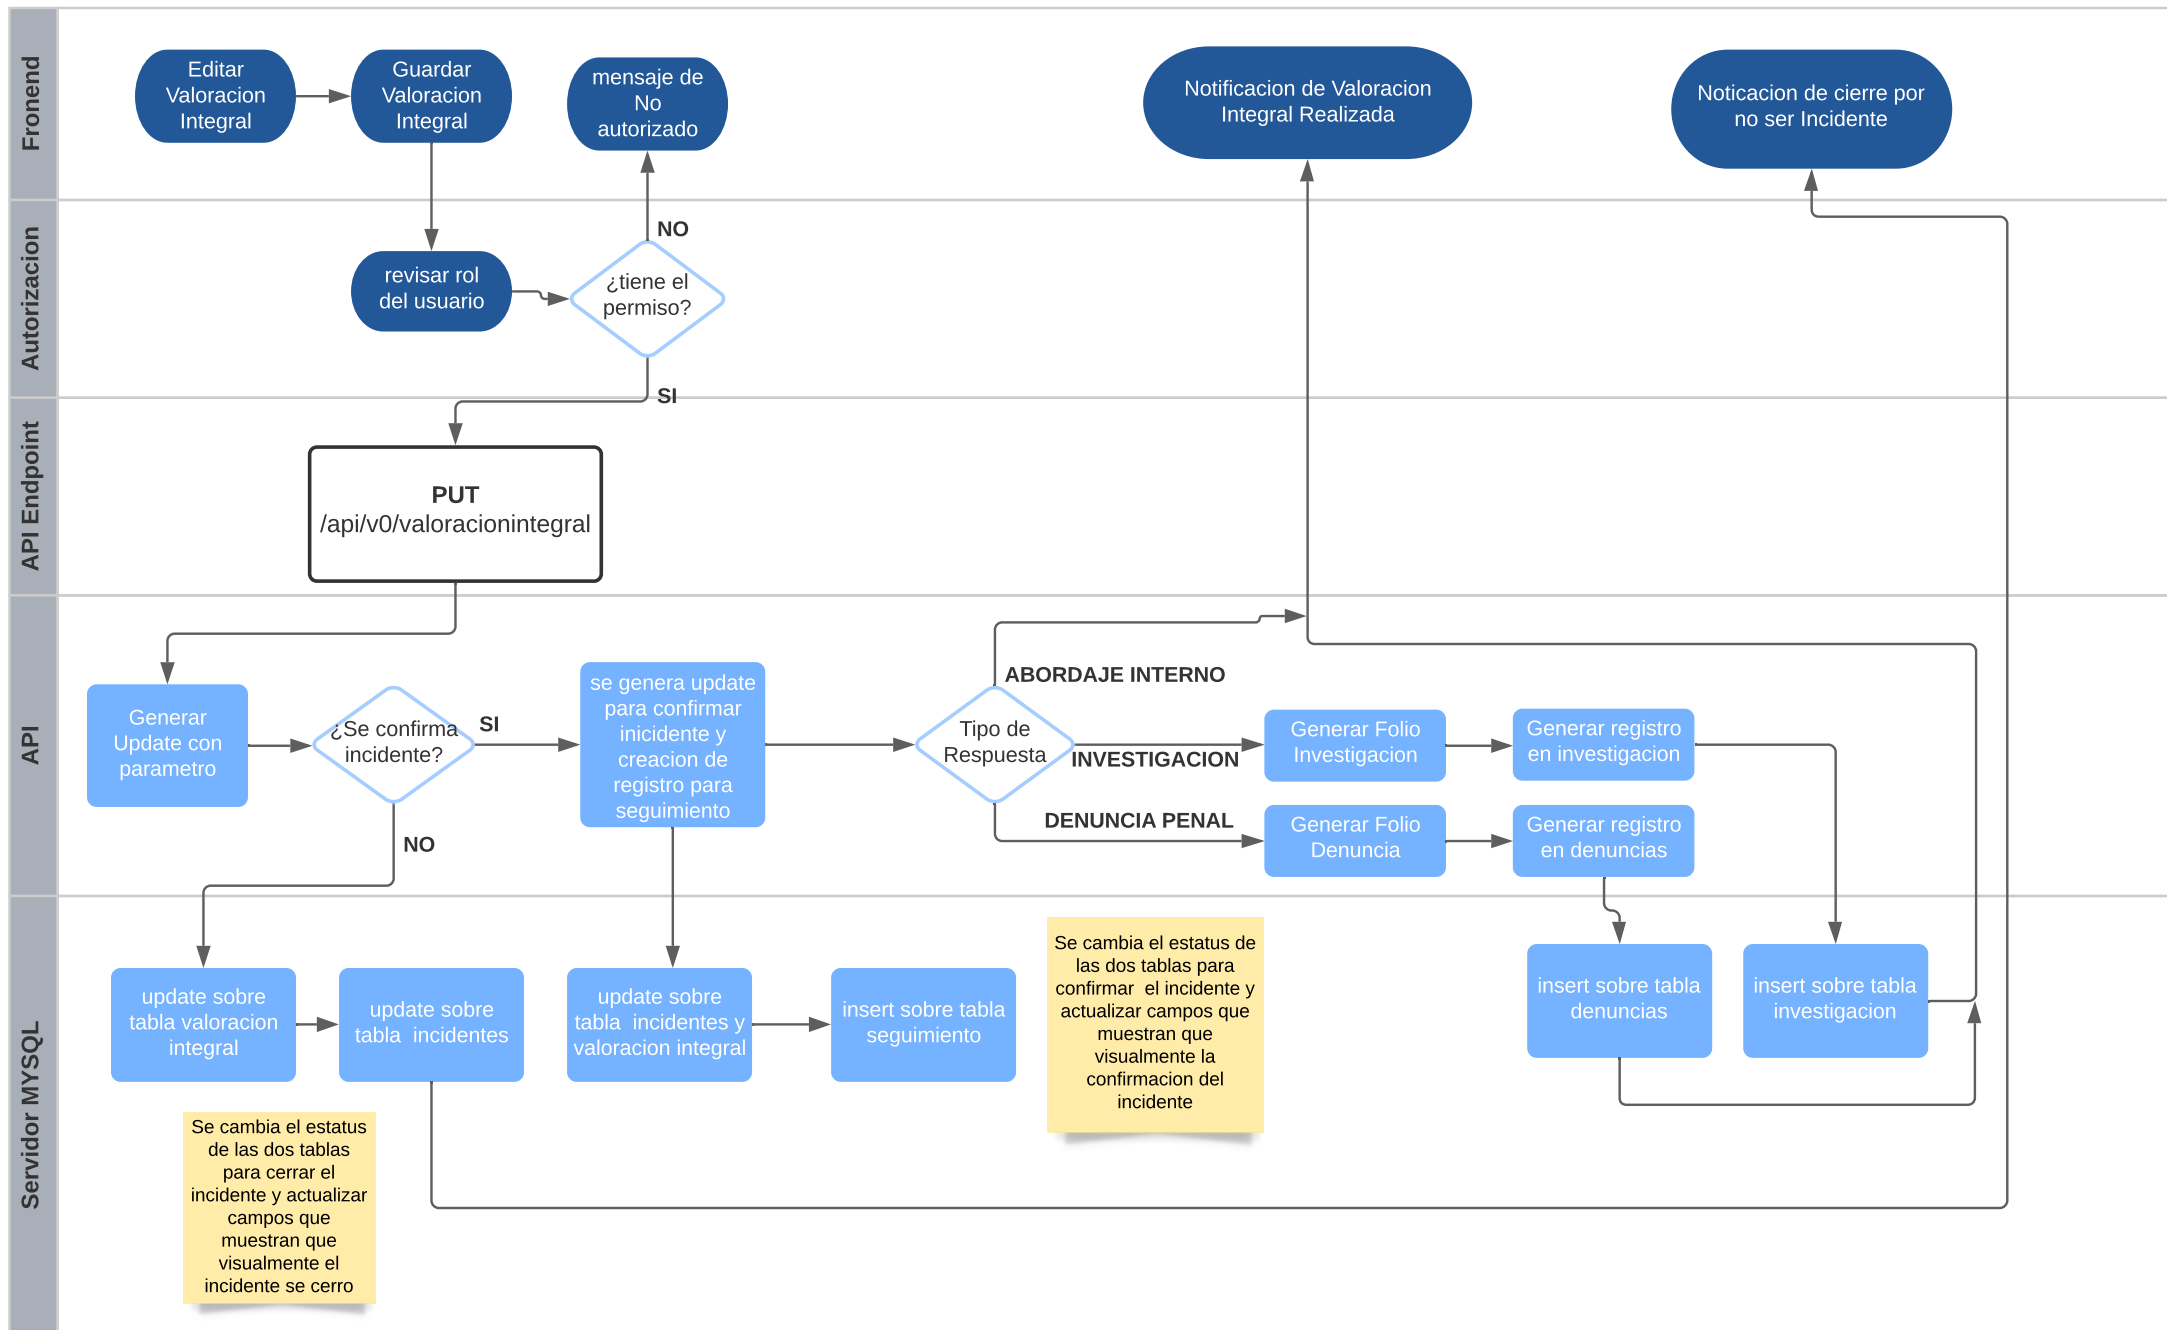 Fronend
Editar
Valoracion
Integral
Guardar
Valoracion
Integral
mensaje de
No
autorizado
Notificacion de Valoracion
Integral Realizada
Noticacion de cierre por
no ser Incidente
Autorizacion
NO
revisar rol
del usuario
¿tiene el
permiso?
SI
API Endpoint
PUT
/api/v0/valoracionintegral
API
Generar
Update con
parametro
¿Se confirma
incidente?
SI
NO
se genera update
para confirmar
inicidente y
creacion de
registro para
seguimiento
Tipo de
Respuesta
ABORDAJE INTERNO
INVESTIGACION
DENUNCIA PENAL
Generar Folio
Investigacion
Generar registro
en investigacion
Generar Folio
Denuncia
Generar registro
en denuncias
Servidor MYSQL
update sobre
tabla valoracion
integral
update sobre
tabla  incidentes
update sobre
tabla  incidentes y
valoracion integral
insert sobre tabla
seguimiento
Se cambia el estatus de
las dos tablas para
confirmar  el incidente y
actualizar campos que
muestran que
visualmente la
confirmacion del
incidente
insert sobre tabla
denuncias
insert sobre tabla
investigacion
Se cambia el estatus
de las dos tablas
para cerrar el
incidente y actualizar
campos que
muestran que
visualmente el
incidente se cerro